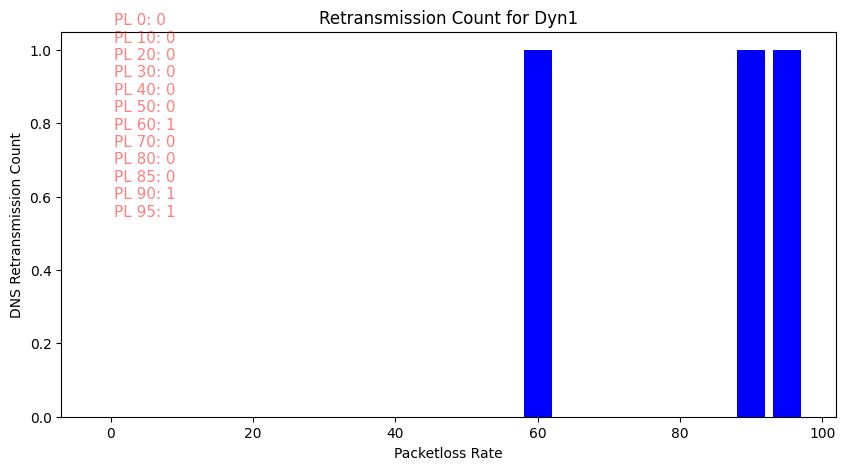 Retransmission Count for Dyn1
PL 0: 0
PL 10: 0
PL 20: 0
PL 30: 0
PL 40: 0
PL 50: 0
PL 60: 1
PL 70: 0
PL 80: 0
PL 85: 0
PL 90: 1
PL 95: 1
DNS Retransmission Count
1.0
0.8
0.6
0.4
0.2
0.0
0 20 40 60 80 100
Packetloss Rate